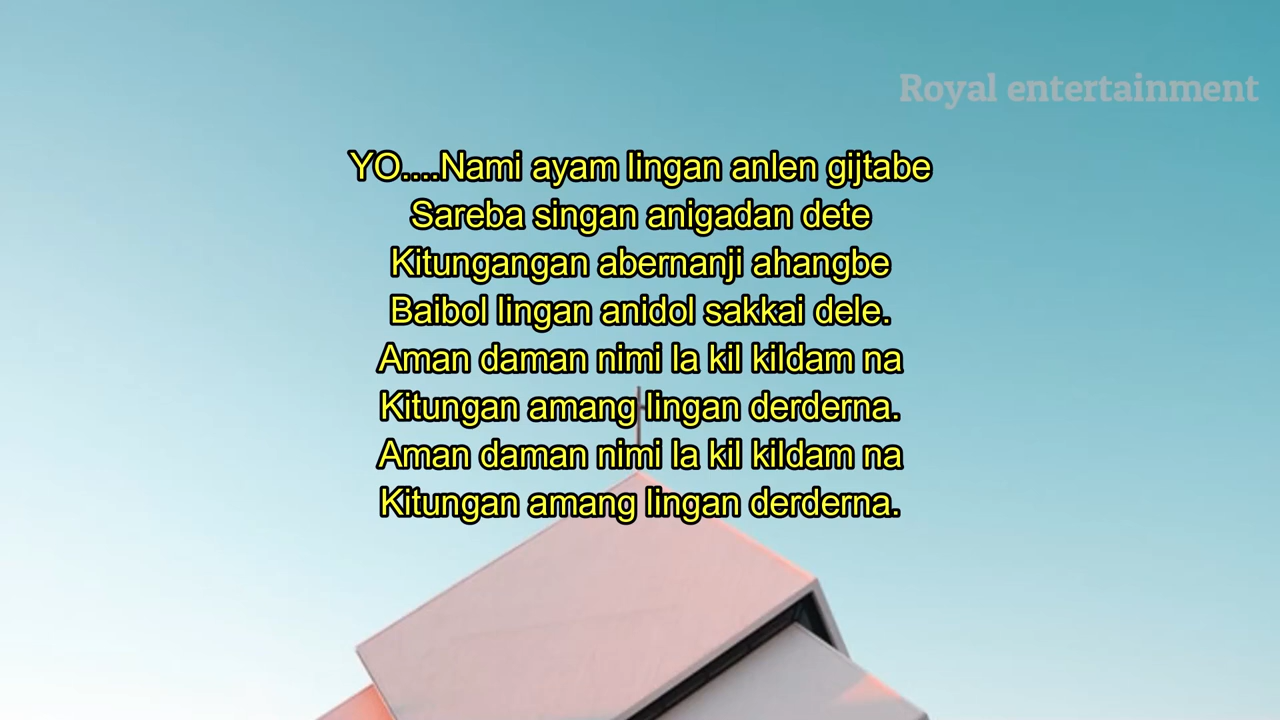 Royal entertainment
YO....Nami ayam lingan anlen gijtabe
Sareba singan anigadan dete
Kitungangan abernanji ahangbe
Baibol lingan anidol sakkai dele.
Aman daman nimi la kil kildam na
Kitungan amang lingan derderna.
Aman daman nimi la kil kildam na
Kitungan amang lingan derderna.